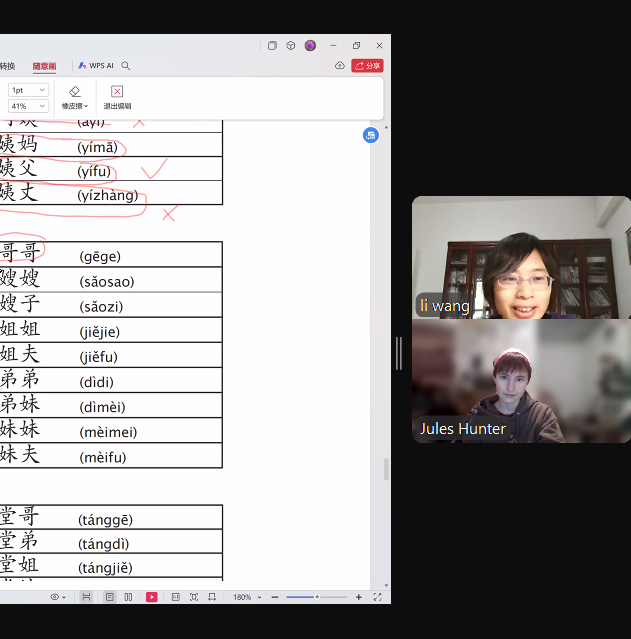 转换 随意画 WPS AI
分享
1pt
41%
橡皮擦 退出编辑
(āyí)
姨妈 (yímā)
姨父 (yífu)
姨丈 (yízhàng)
哥哥 (gēge)
嫂嫂 (sǎosao)
嫂子 (sǎozi)
姐姐 (jiějie)
姐夫 (jiěfu)
弟弟 (dìdi)
弟妹 (dìmèi)
妹妹 (mèimei)
妹夫 (mèifu)
堂哥 (tánggē)
堂弟 (tángdì)
堂姐 (tángjiě)
180%
li wang
Jules Hunter